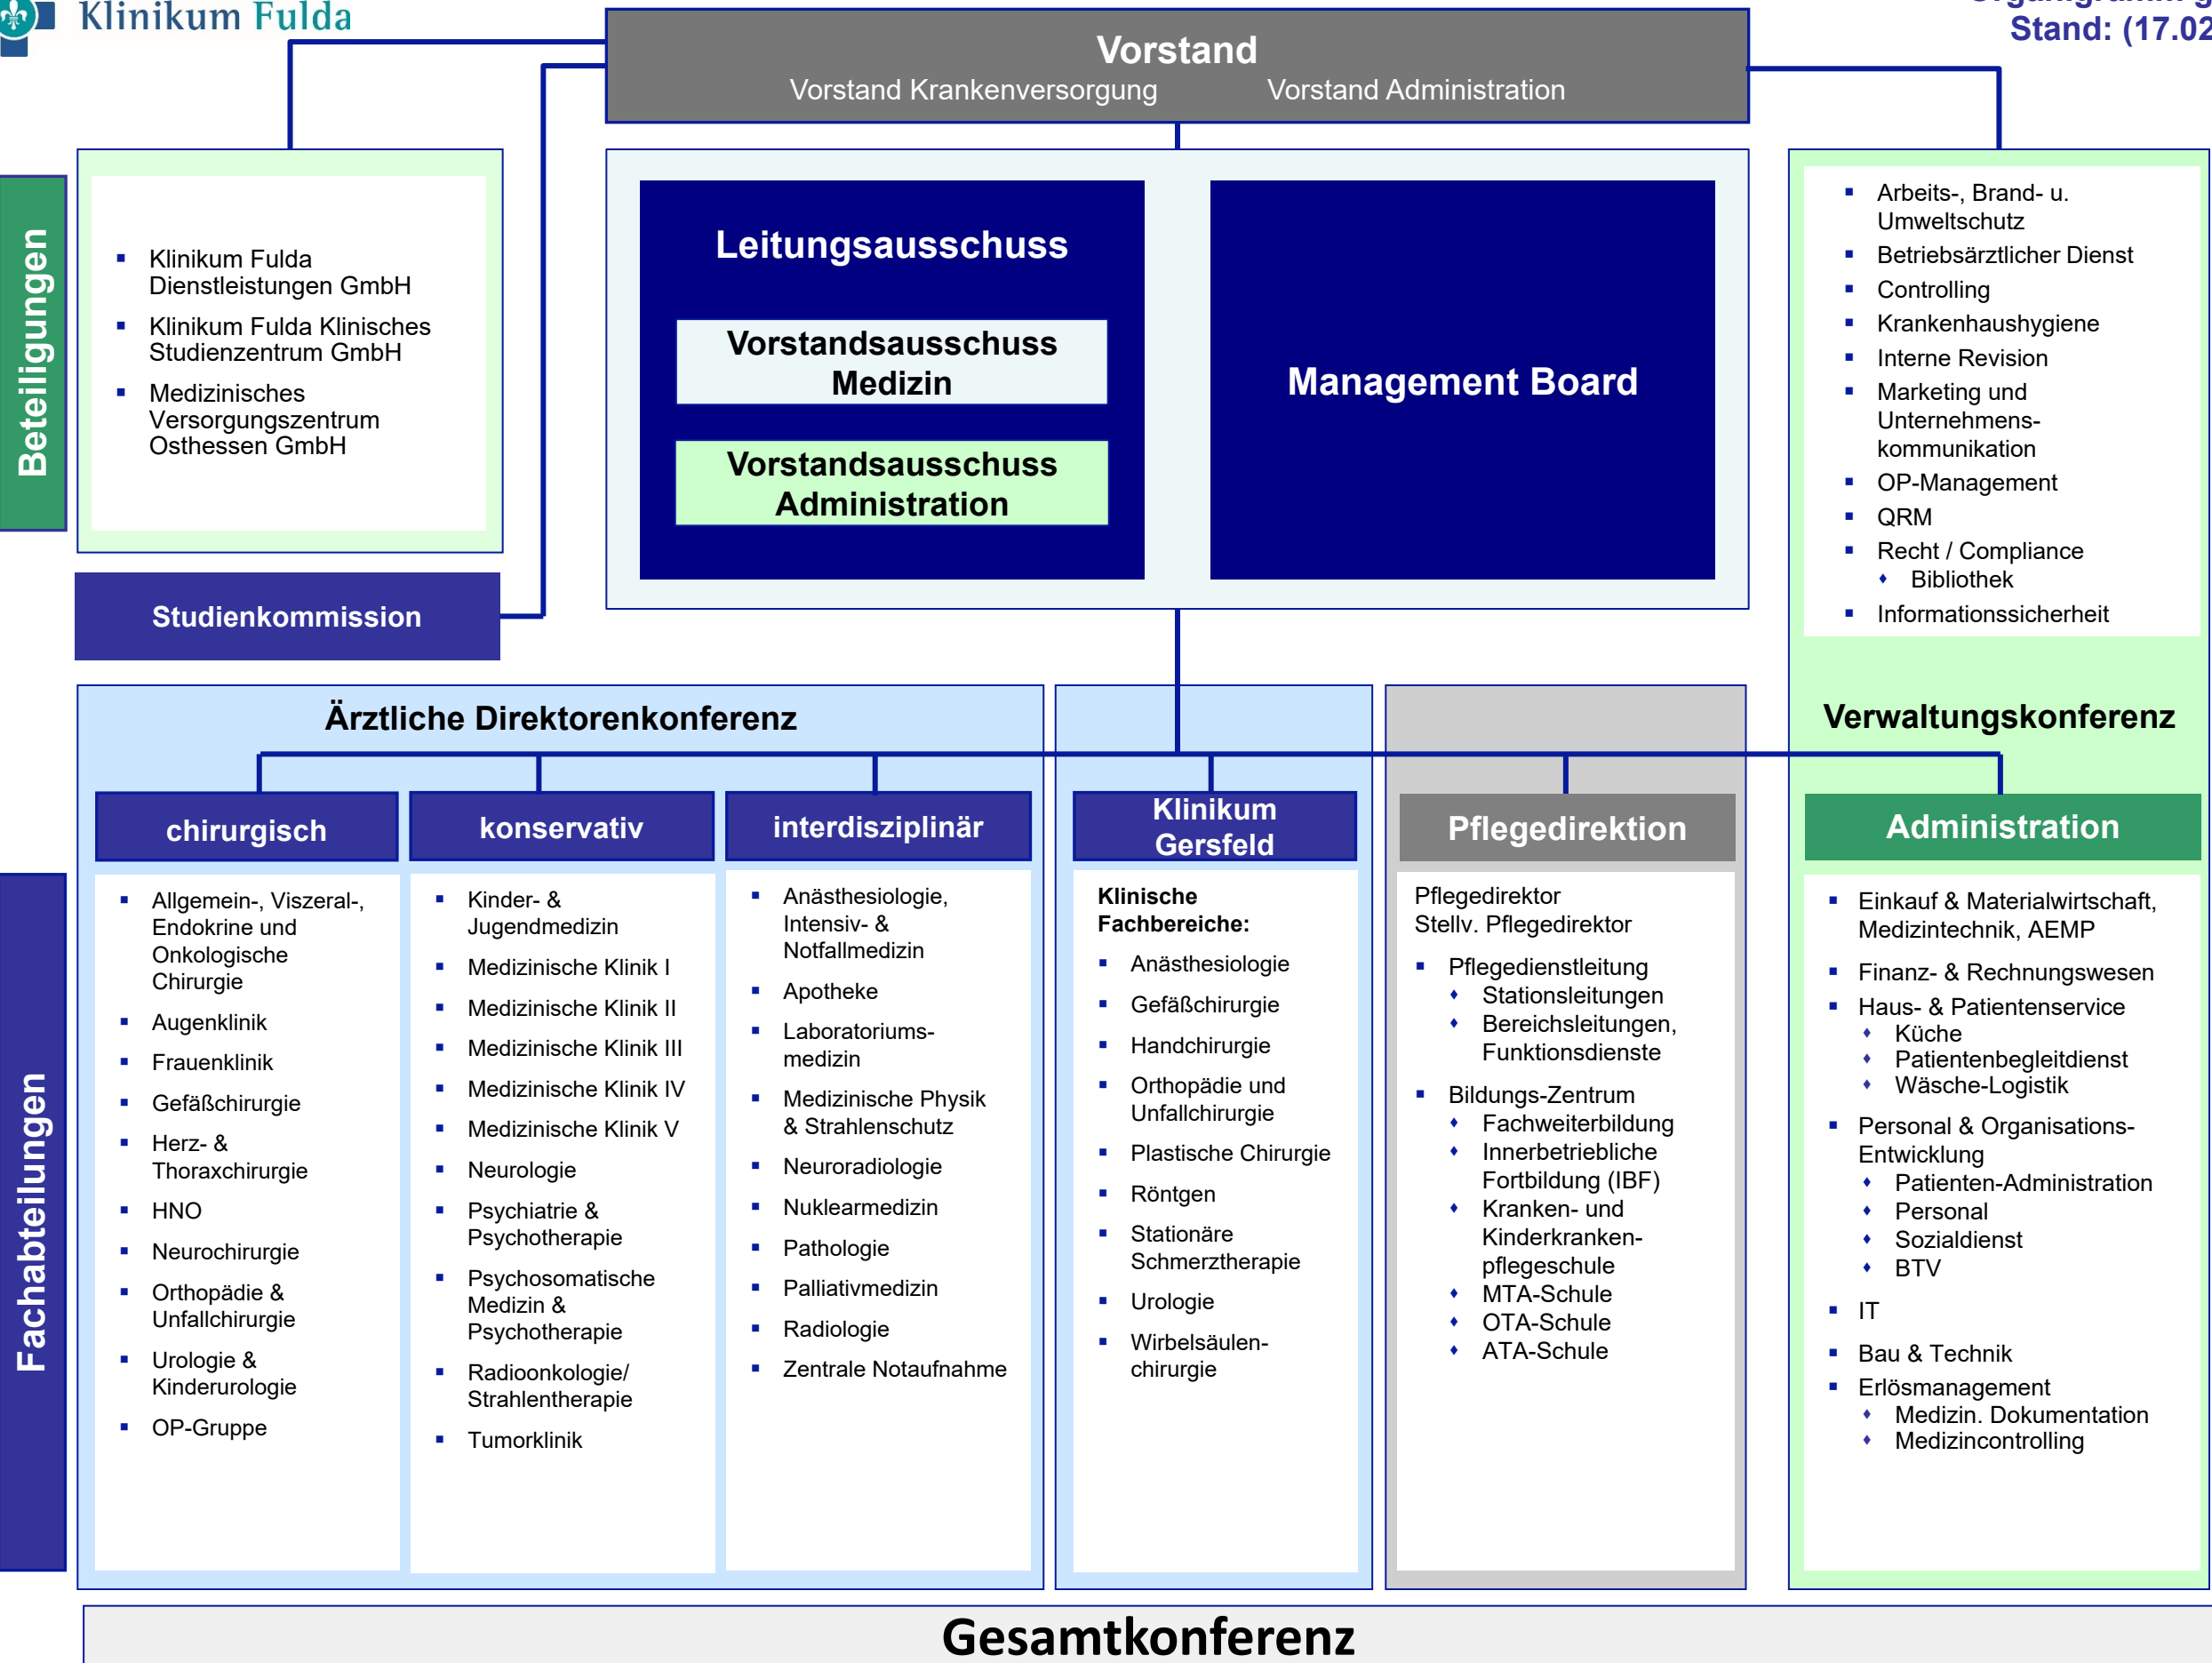 Klinikum Fulda
Stand: (17.02
Vorstand
Vorstand Krankenversorgung Vorstand Administration
Beteiligungen
Klinikum Fulda
Dienstleistungen GmbH
Klinikum Fulda Klinisches
Studienzentrum GmbH
Medizinisches
Versorgungszentrum
Osthessen GmbH
Studienkommission
Leitungsausschuss
Vorstandsausschuss
Medizin
Vorstandsausschuss
Administration
Management Board
Arbeits-, Brand- u.
Umweltschutz
Betriebsärztlicher Dienst
Controlling
Krankenhaushygiene
Interne Revision
Marketing und
Unternehmens-
kommunikation
OP-Management
QRM
Recht / Compliance
Bibliothek
Informationssicherheit
Ärztliche Direktorenkonferenz
Verwaltungskonferenz
Fachabteilungen
chirurgisch
Allgemein-, Viszeral-,
Endokrine und
Onkologische
Chirurgie
Augenklinik
Frauenklinik
Gefäßchirurgie
Herz- &
Thoraxchirurgie
HNO
Neurochirurgie
Orthopädie &
Unfallchirurgie
Urologie &
Kinderurologie
OP-Gruppe
konservativ
Kinder- &
Jugendmedizin
Medizinische Klinik I
Medizinische Klinik II
Medizinische Klinik III
Medizinische Klinik IV
Medizinische Klinik V
Neurologie
Psychiatrie &
Psychotherapie
Psychosomatische
Medizin &
Psychotherapie
Radioonkologie/
Strahlentherapie
Tumorklinik
interdisziplinär
Anästhesiologie,
Intensiv- &
Notfallmedizin
Apotheke
Laboratoriums-
medizin
Medizinische Physik
& Strahlenschutz
Neuroradiologie
Nuklearmedizin
Pathologie
Palliativmedizin
Radiologie
Zentrale Notaufnahme
Klinikum
Gersfeld
Klinische
Fachbereiche:
Anästhesiologie
Gefäßchirurgie
Handchirurgie
Orthopädie und
Unfallchirurgie
Plastische Chirurgie
Röntgen
Stationäre
Schmerztherapie
Urologie
Wirbelsäulen-
chirurgie
Pflegedirektion
Pflegedirektor
Stellv. Pflegedirektor
Pflegedienstleitung
Stationsleitungen
Bereichsleitungen,
Funktionsdienste
Bildungs-Zentrum
Fachweiterbildung
Innerbetriebliche
Fortbildung (IBF)
Kranken- und
Kinderkranken-
pflegeschule
MTA-Schule
OTA-Schule
ATA-Schule
Administration
Einkauf & Materialwirtschaft,
Medizintechnik, AEMP
Finanz- & Rechnungswesen
Haus- & Patientenservice
Küche
Patientenbegleitdienst
Wäsche-Logistik
Personal & Organisations-
Entwicklung
Patienten-Administration
Personal
Sozialdienst
BTV
IT
Bau & Technik
Erlösmanagement
Medizin. Dokumentation
Medizincontrolling
Gesamtkonferenz